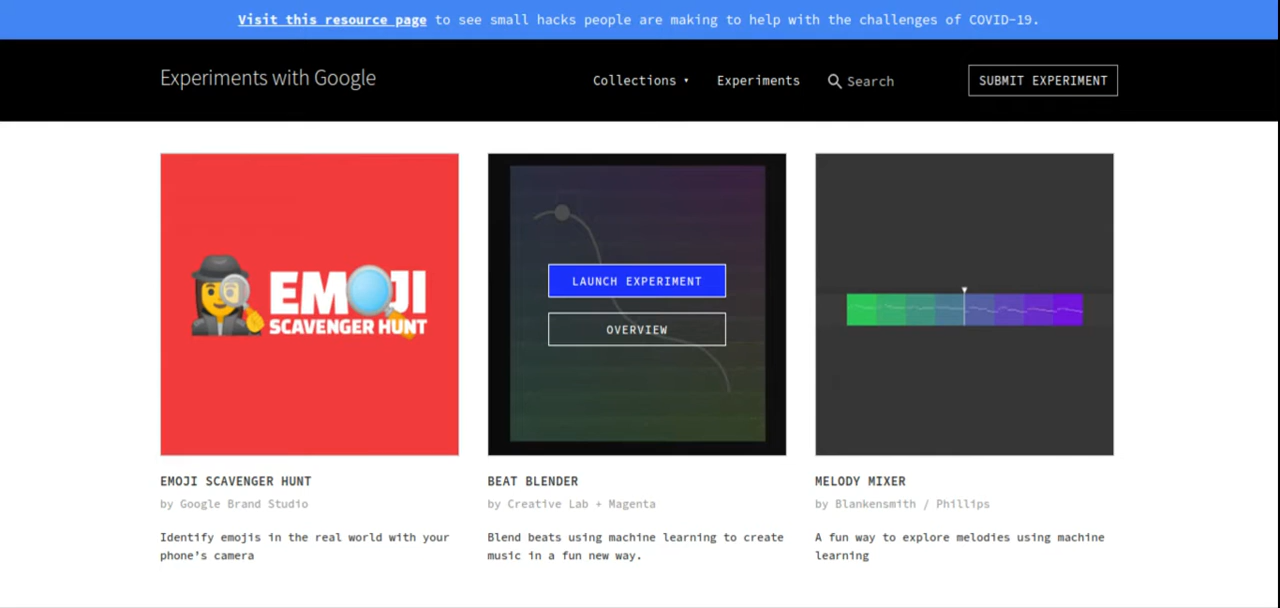 Visit this resource page to see small hacks people are making to help with the challenges of COVID-19.
Experiments with Google
Collections ▾
Experiments
Search
SUBMIT EXPERIMENT
EMOJI
SCAVENGER HUNT
LAUNCH EXPERIMENT
OVERVIEW
EMOJI SCAVENGER HUNT
by Google Brand Studio
Identify emojis in the real world with your
phone's camera
BEAT BLENDER
by Creative Lab + Magenta
Blend beats using machine learning to create
music in a fun new way.
MELODY MIXER
by Blankensmith / Phillips
A fun way to explore melodies using machine
learning